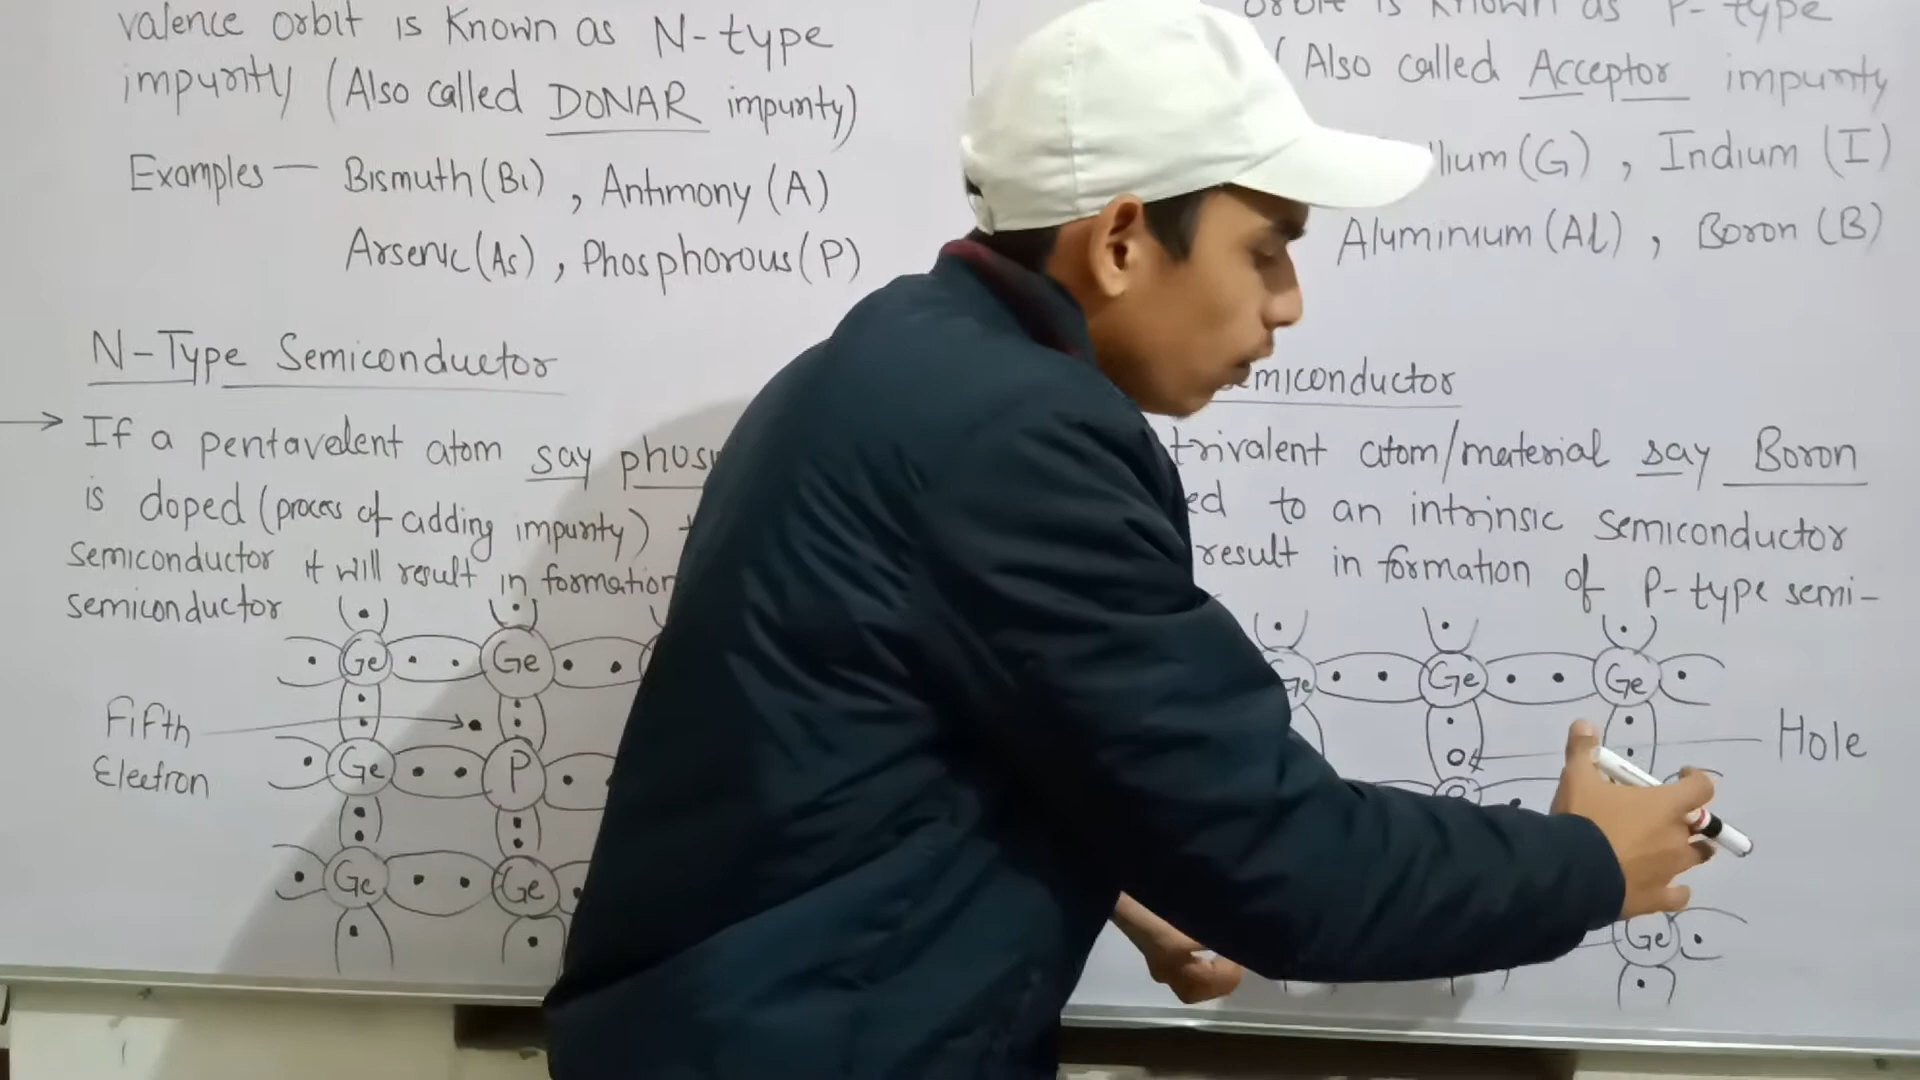 valence orbit is Known as N-type
impurity (Also called DONAR impurity)
Examples — Bismuth (Bi) , Antimony (A)
Arsenic (As) , Phosphorous (P)
N-Type Semiconductor
→ If a pentavalent atom say
is doped (process of adding impurity)
semiconductor it will result in formation
semiconductor
Ge Ge
Fifth
Electron
Ge P
Ge Ge
orbit is known as P-type
(Also called Acceptor impurity
(G) , Indium (I)
Aluminium (Al) , Boron (B)
trivalent atom/material say Boron
to an intrinsic semiconductor
result in formation of P-type semi-
Ge Ge Ge
Hole
Ge